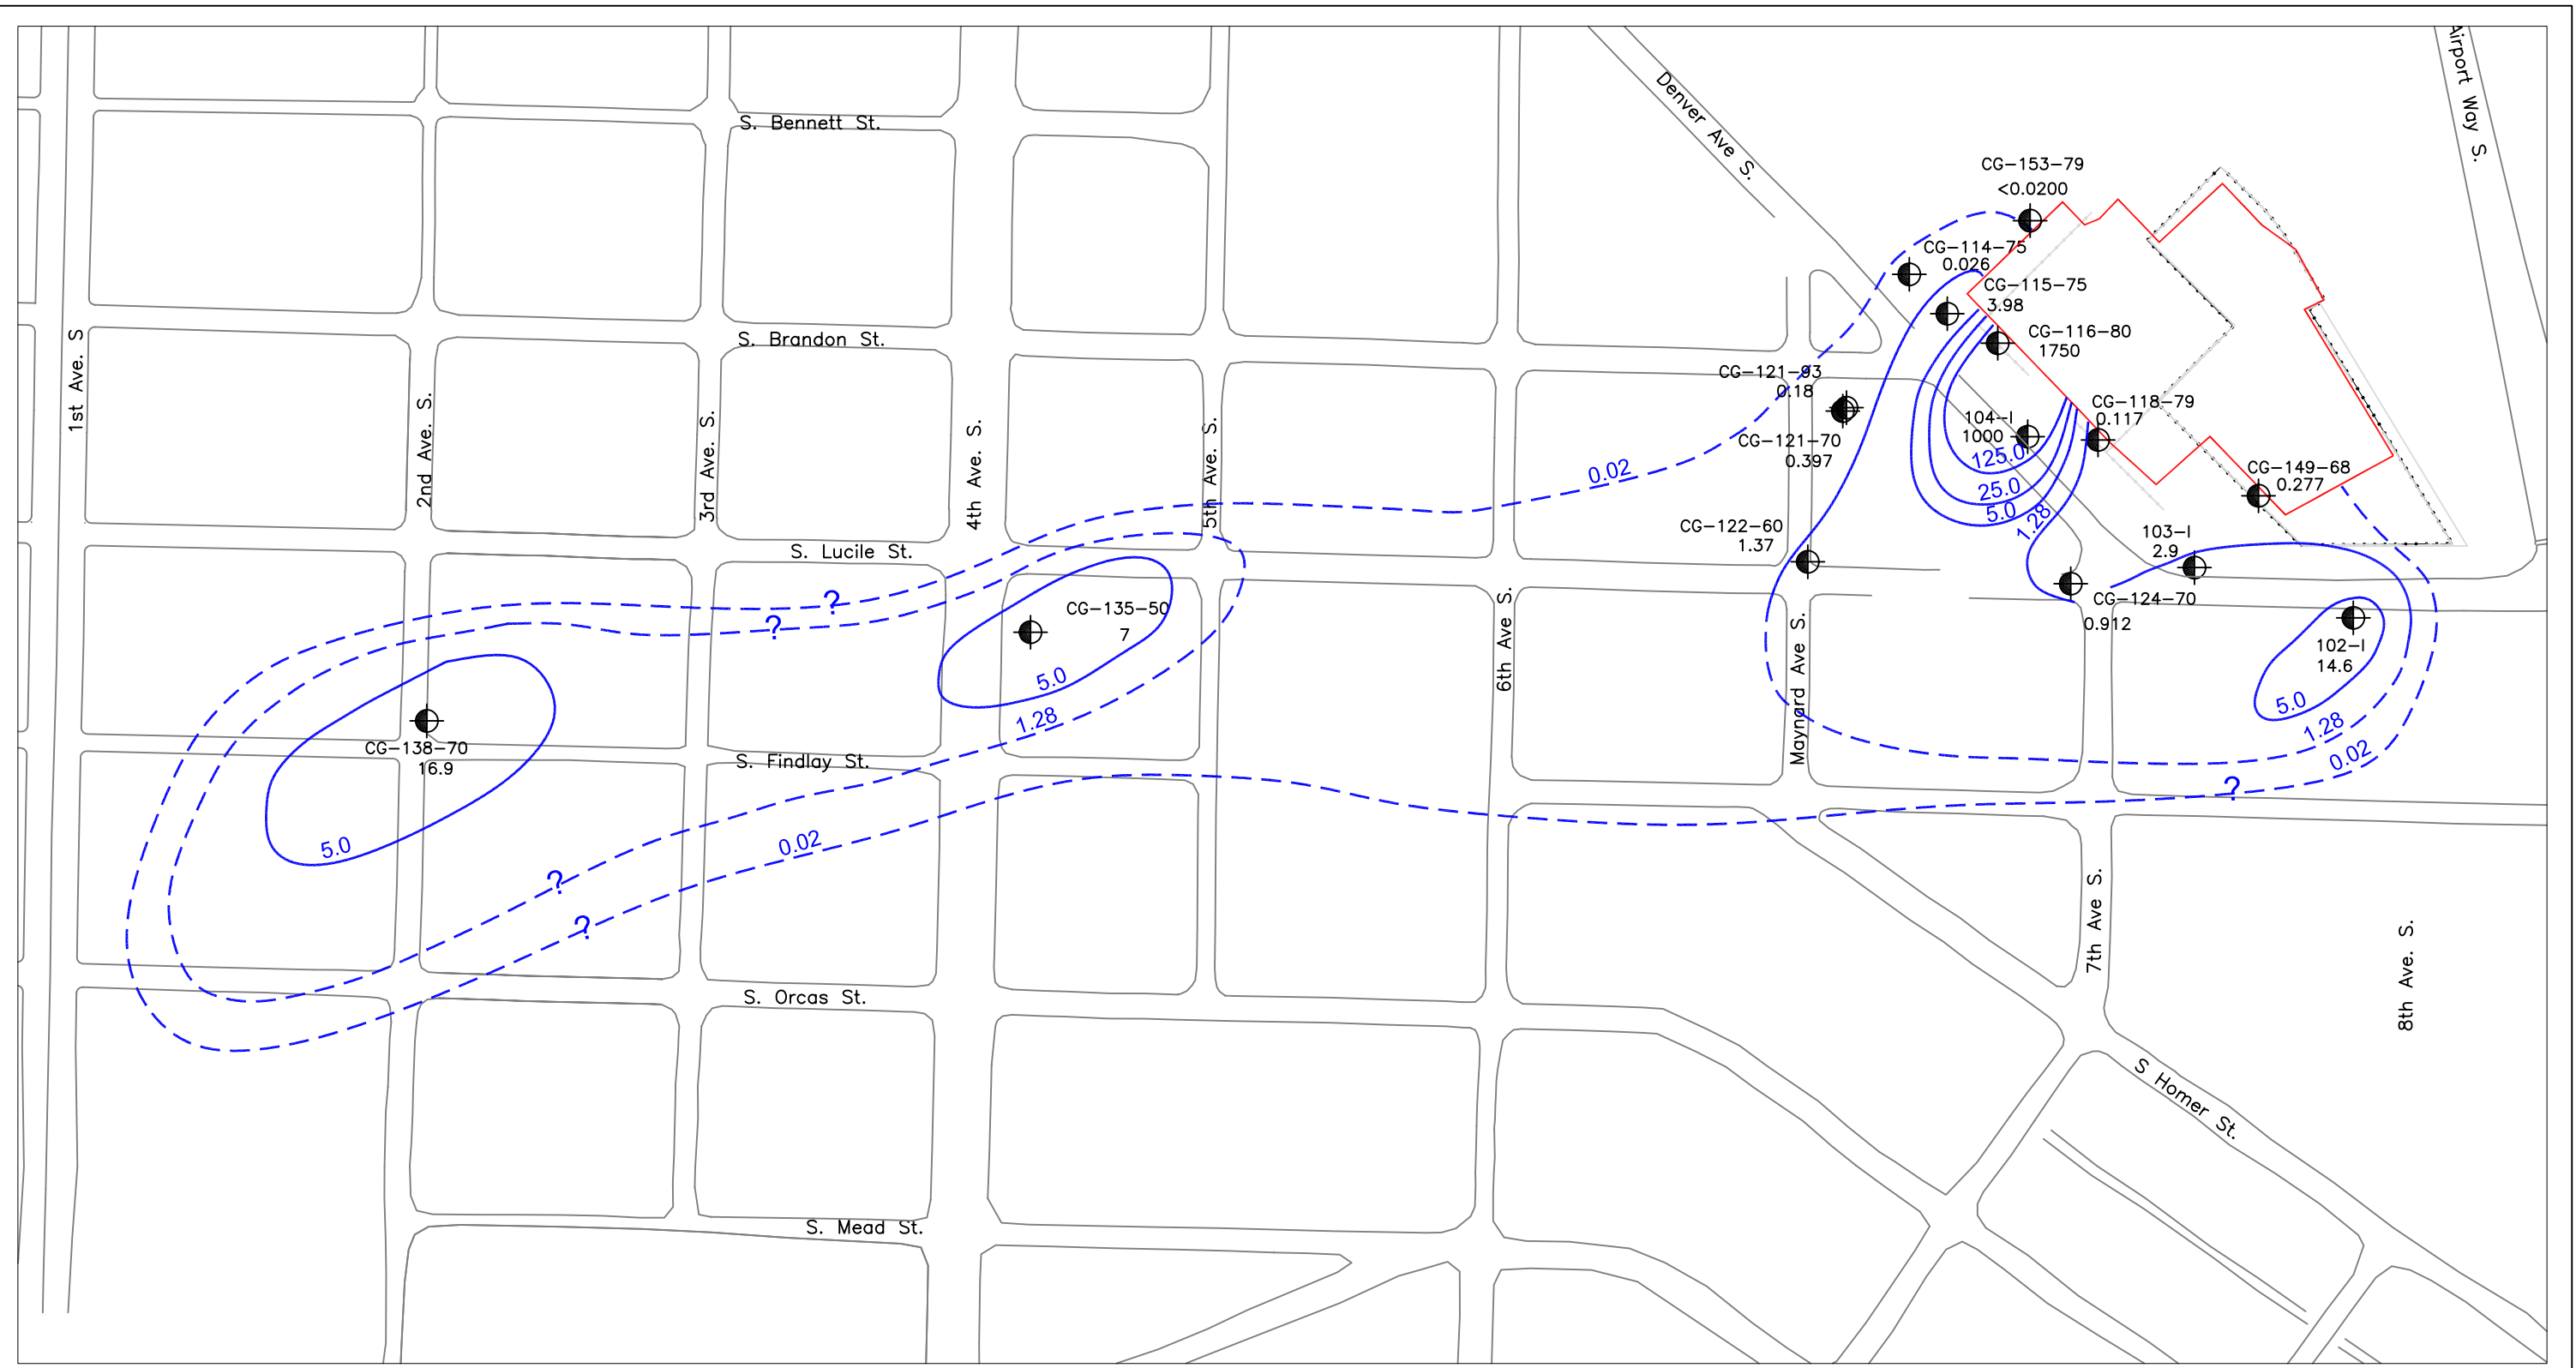 Airport Way S.
Denver Ave S.
S. Bennett St.
CG-153-79
<0.0200
CG-114-75
0.026
CG-115-75
3.98
S. Brandon St.
CG-116-80
1750
1st Ave. S
CG-121-93
0.18
2nd Ave. S.
3rd Ave. S.
4th Ave. S.
5th Ave. S.
CG-118-79
0.117
104-I
1000
CG-121-70
0.397
125.0
0.02
CG-149-68
0.277
25.0
5.0
1.28
CG-122-60
1.37
103-I
2.9
S. Lucile St.
?
?
CG-135-50
7
6th Ave S.
Maynard Ave S.
CG-124-70
0.912
102-I
14.6
5.0
1.28
5.0
1.28
0.02
CG-138-70
16.9
S. Findlay St.
?
5.0
0.02
?
?
7th Ave S.
8th Ave. S.
S. Orcas St.
S Homer St.
S. Mead St.